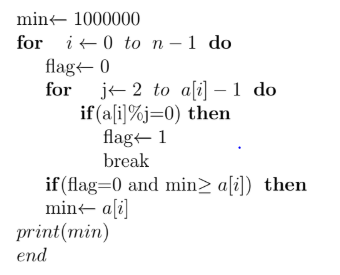 min← 1000000
for i ← 0 to n − 1 do
flag← 0
for j← 2 to a[i] − 1 do
if(a[i]%j=0) then
flag← 1
break
if(flag=0 and min≥ a[i]) then
min← a[i]
print(min)
end